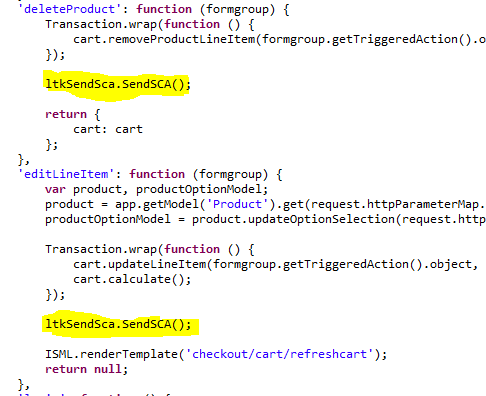 'deleteProduct': function (formgroup) {
Transaction.wrap(function () {
cart.removeProductLineItem(formgroup.getTriggeredAction().o
});
ltkSendSca.SendSCA();
return {
cart: cart
};
},
'editLineItem': function (formgroup) {
var product, productOptionModel;
product = app.getModel('Product').get(request.httpParameterMap.
productOptionModel = product.updateOptionSelection(request.http
Transaction.wrap(function () {
cart.updateLineItem(formgroup.getTriggeredAction().object,
cart.calculate();
});
ltkSendSca.SendSCA();
ISML.renderTemplate('checkout/cart/refreshcart');
return null;
},